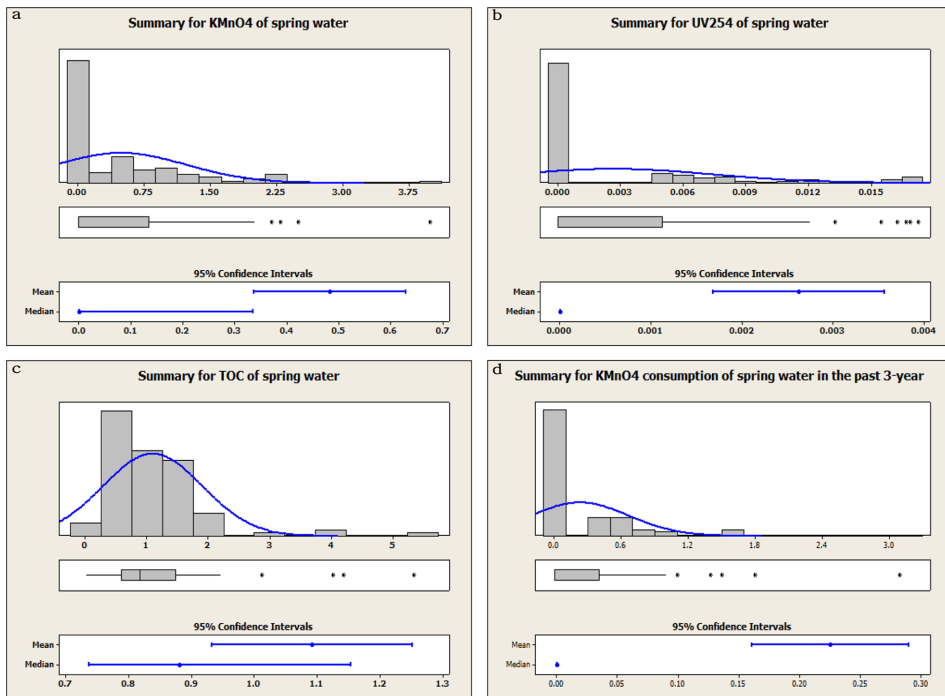 a
Summary for KMnO4 of spring water
0.00 0.75 1.50 2.25 3.00 3.75
95% Confidence Intervals
Mean
Median
0.0 0.1 0.2 0.3 0.4 0.5 0.6 0.7
b
Summary for UV254 of spring water
0.000 0.003 0.006 0.009 0.012 0.015
95% Confidence Intervals
Mean
Median
0.000 0.001 0.002 0.003 0.004
c
Summary for TOC of spring water
0 1 2 3 4 5
95% Confidence Intervals
Mean
Median
0.7 0.8 0.9 1.0 1.1 1.2 1.3
d
Summary for KMnO4 consumption of spring water in the past 3-year
0.0 0.6 1.2 1.8 2.4 3.0
95% Confidence Intervals
Mean
Median
0.00 0.05 0.10 0.15 0.20 0.25 0.30